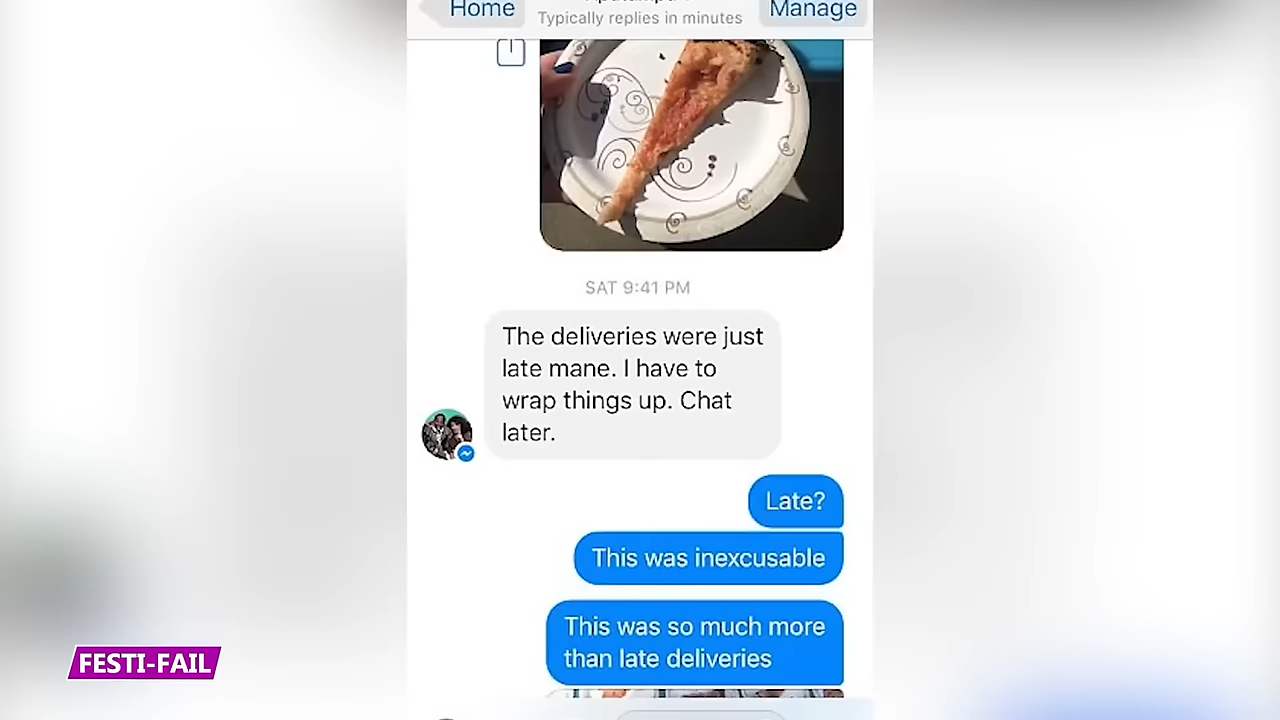 Home
Typically replies in minutes
Manage
SAT 9:41 PM
The deliveries were just
late mane. I have to
wrap things up. Chat
later.
Late?
This was inexcusable
This was so much more
than late deliveries
FESTI-FAIL